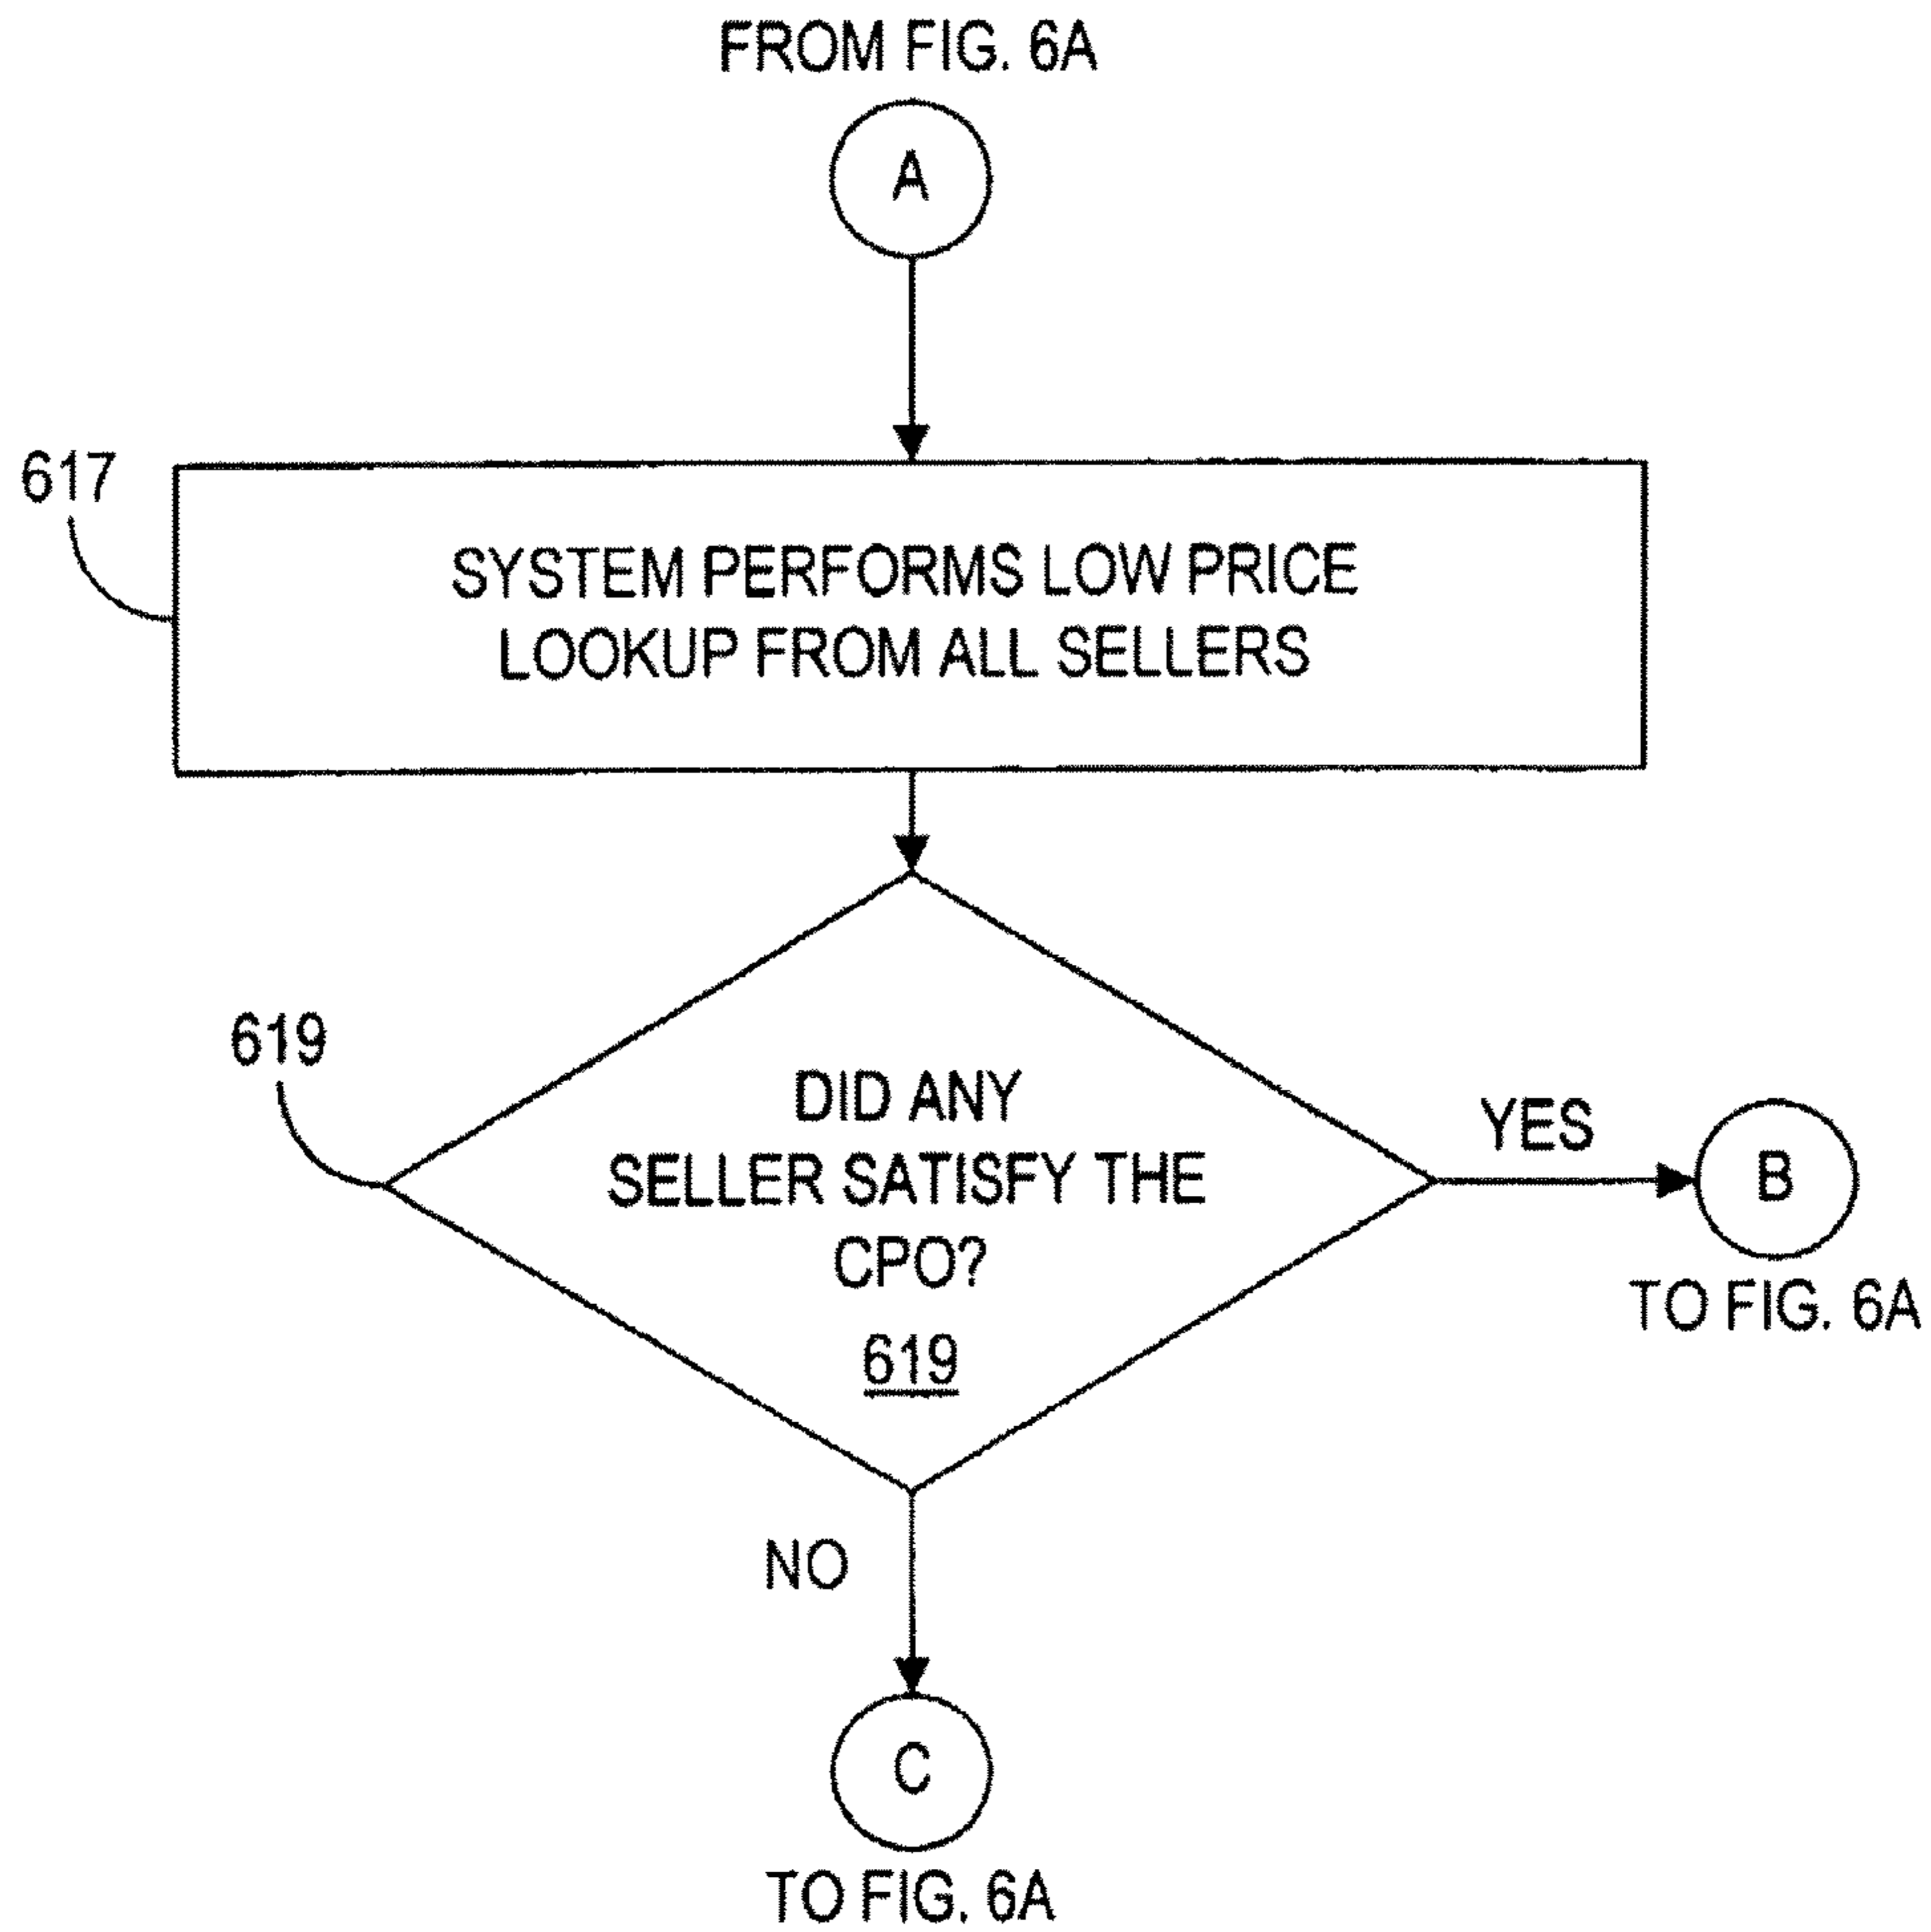 FROM FIG. 6A
A
617
SYSTEM PERFORMS LOW PRICE
LOOKUP FROM ALL SELLERS
619
DID ANY
SELLER SATISFY THE
CPO?
619
YES
B
TO FIG. 6A
NO
C
TO FIG. 6A